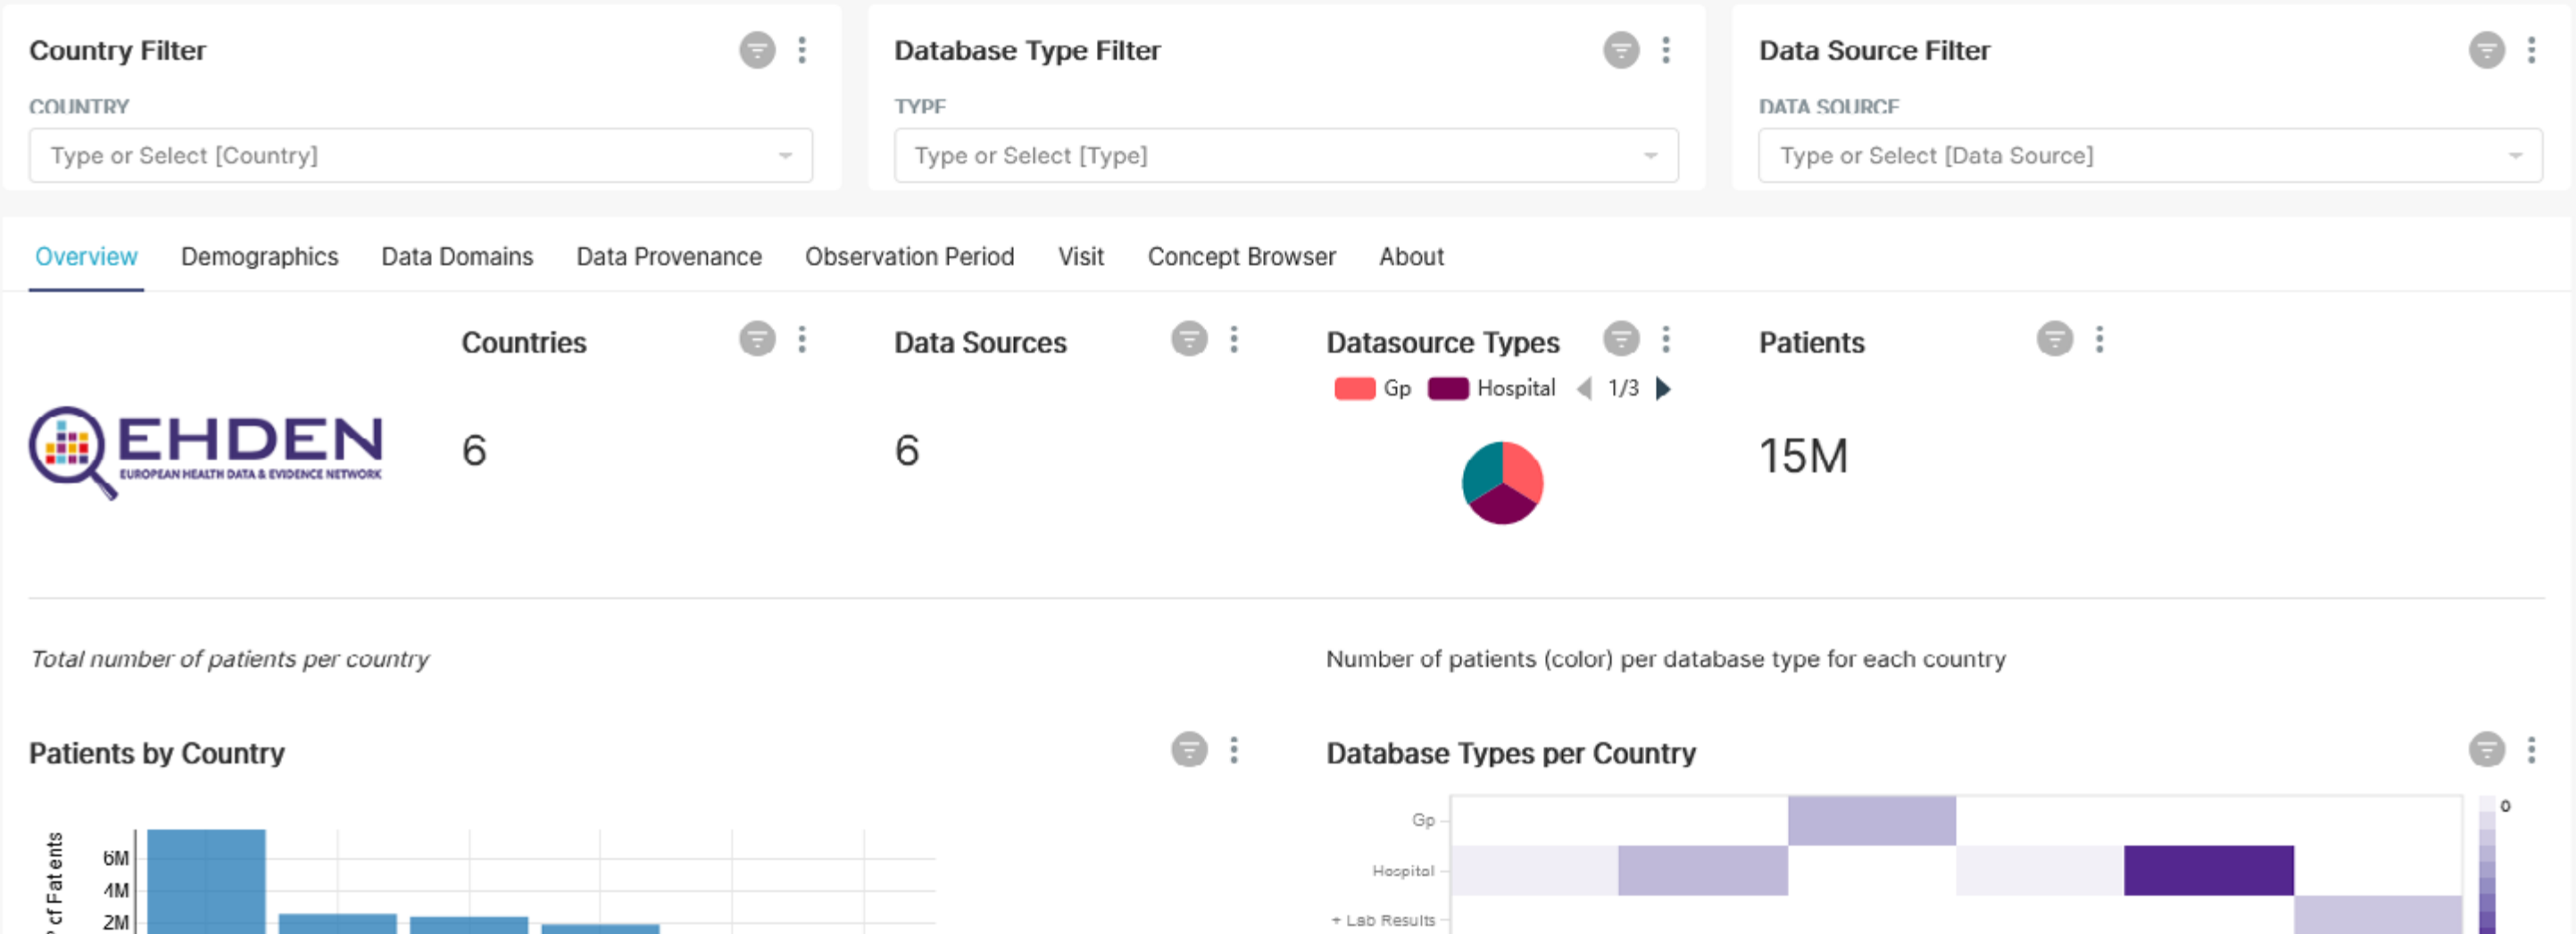 Country Filter
Database Type Filter
Data Source Filter
COUNTRY
TYPE
DATA SOURCE
Type or Select [Country]
Type or Select [Type]
Type or Select [Data Source]
Overview Demographics Data Domains Data Provenance Observation Period Visit Concept Browser About
Countries
Data Sources
Datasource Types
Patients
Gp Hospital 1/3
EHDEN
EUROPEAN HEALTH DATA & EVIDENCE NETWORK
6
6
15M
Total number of patients per country
Number of patients (color) per database type for each country
Patients by Country
Database Types per Country
6M
4M
2M
Gp
Hospital
+ Lab Results
0